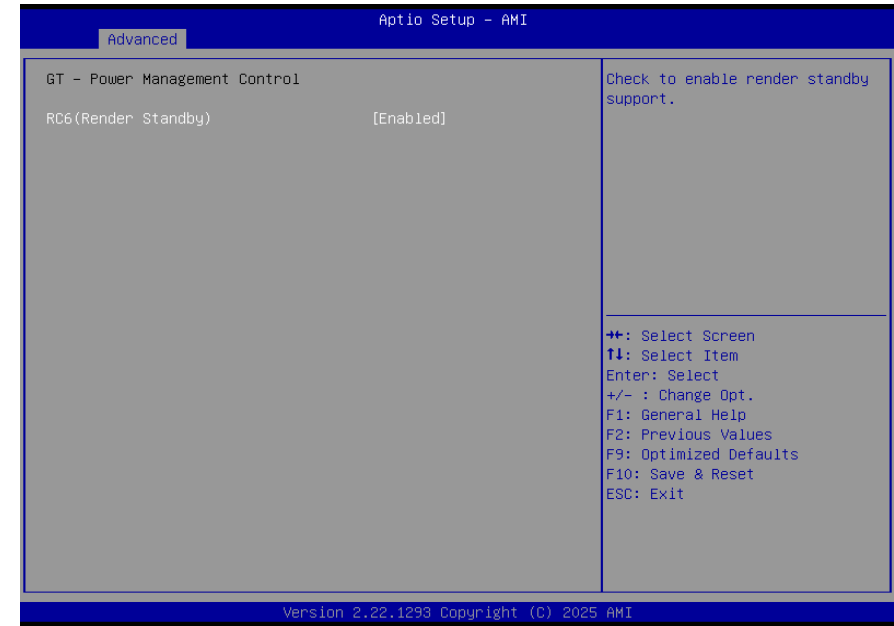 Aptio Setup – AMI
Advanced
GT – Power Management Control
RC6(Render Standby) [Enabled]
Check to enable render standby
support.
→←: Select Screen
↑↓: Select Item
Enter: Select
+/- : Change Opt.
F1: General Help
F2: Previous Values
F9: Optimized Defaults
F10: Save & Reset
ESC: Exit
Version 2.22.1293 Copyright (C) 2025 AMI